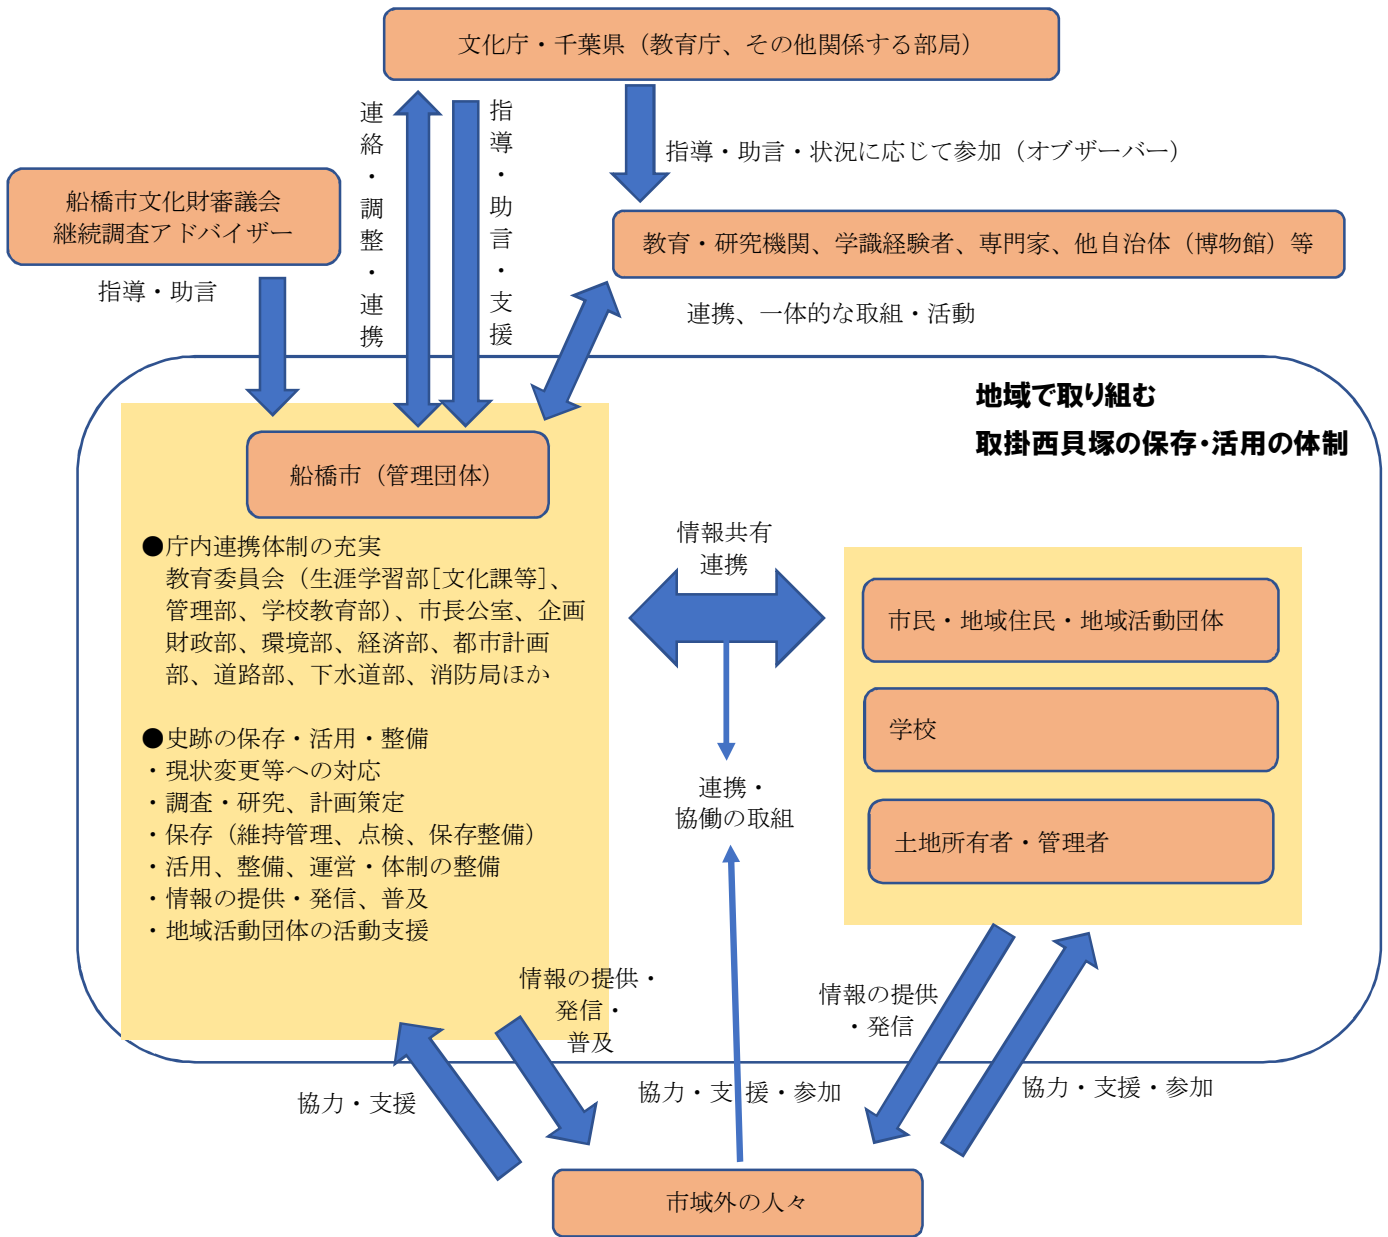 文化庁・千葉県（教育庁、その他関係する部局）
連絡・調整・連携
指導・助言・支援
指導・助言・状況に応じて参加（オブザーバー）
船橋市文化財審議会
継続調査アドバイザー
指導・助言
教育・研究機関、学識経験者、専門家、他自治体（博物館）等
連携、一体的な取組・活動
地域で取り組む
取掛西貝塚の保存・活用の体制
船橋市（管理団体）
●庁内連携体制の充実
教育委員会（生涯学習部［文化課等］、
管理部、学校教育部）、市長公室、企画
財政部、環境部、経済部、都市計画
部、道路部、下水道部、消防局ほか
●史跡の保存・活用・整備
・現状変更等への対応
・調査・研究、計画策定
・保存（維持管理、点検、保存整備）
・活用、整備、運営・体制の整備
・情報の提供・発信、普及
・地域活動団体の活動支援
情報共有
連携
市民・地域住民・地域活動団体
学校
土地所有者・管理者
連携・
協働の取組
情報の提供・
発信・
普及
情報の提供
・発信
協力・支援
協力・支援・参加
協力・支援・参加
市域外の人々